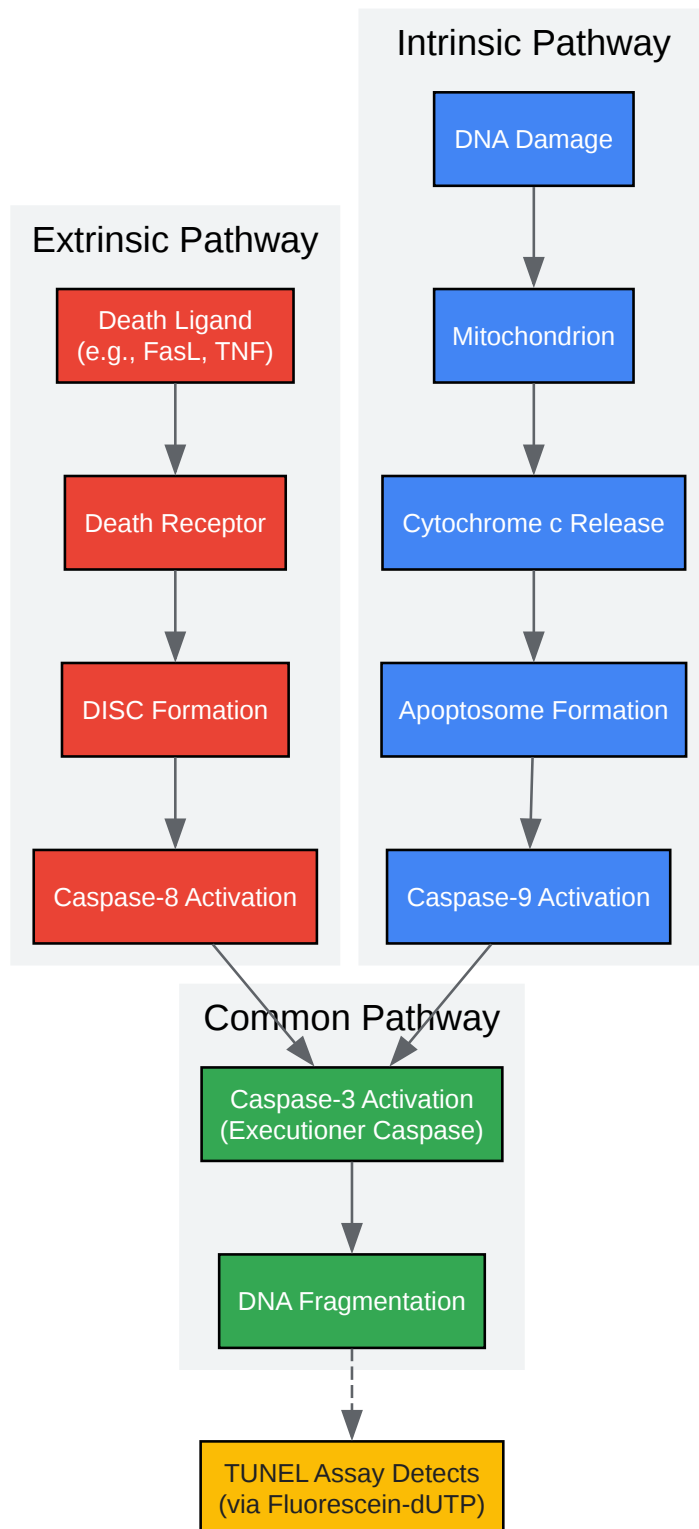 Extrinsic Pathway
Death Ligand
(e.g., FasL, TNF)
Death Receptor
DISC Formation
Caspase-8 Activation
Intrinsic Pathway
DNA Damage
Mitochondrion
Cytochrome c Release
Apoptosome Formation
Caspase-9 Activation
Common Pathway
Caspase-3 Activation
(Executioner Caspase)
DNA Fragmentation
TUNEL Assay Detects
(via Fluorescein-dUTP)